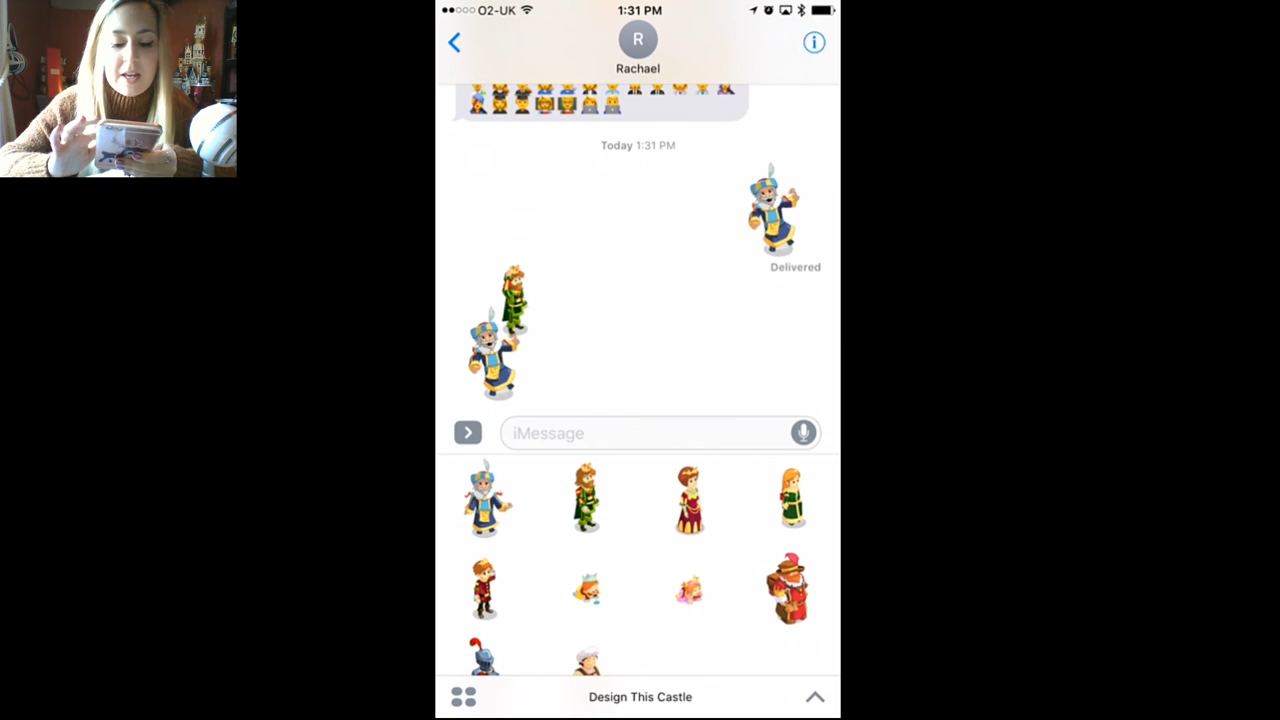 O2-UK 1:31 PM
R
Rachael
Today 1:31 PM
Delivered
iMessage
Design This Castle